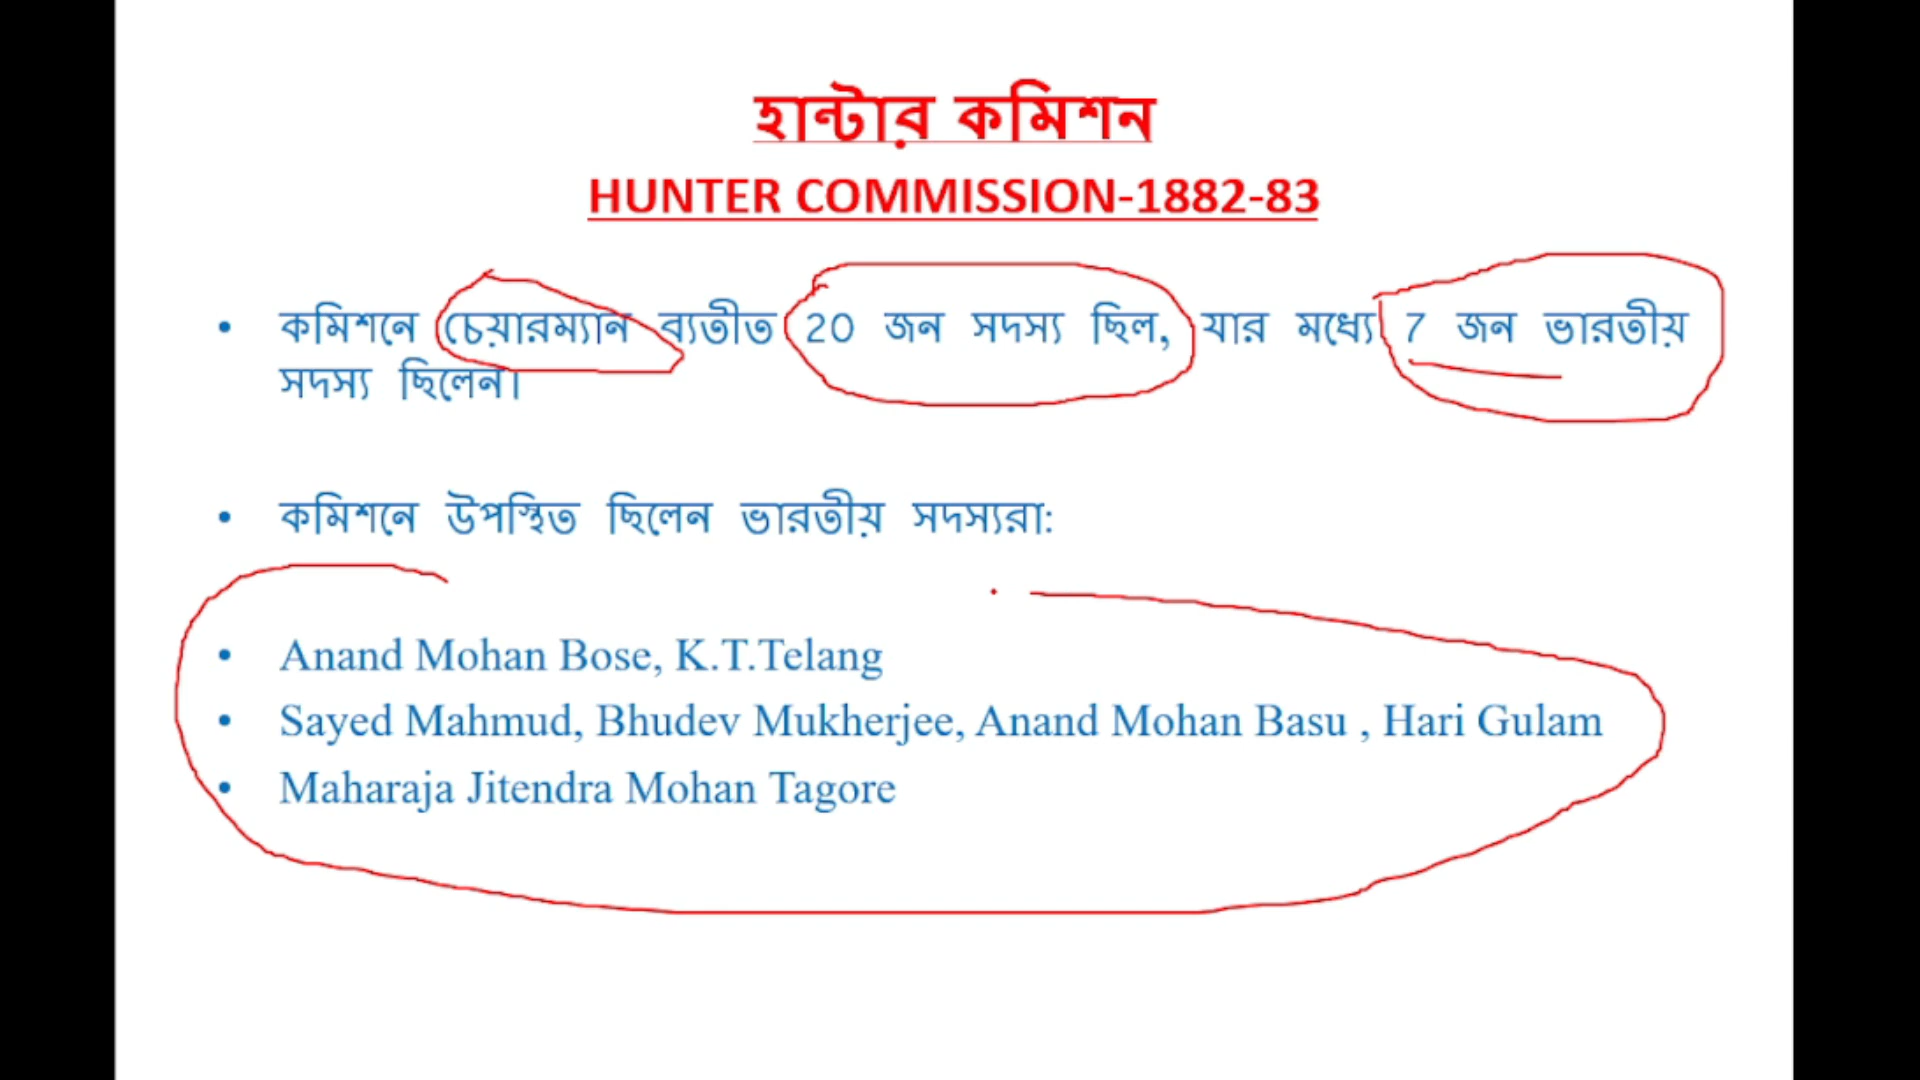 হান্টার কমিশন
HUNTER COMMISSION-1882-83
• কমিশনে চেয়ারম্যান ব্যতীত 20 জন সদস্য ছিল, যার মধ্যে 7 জন ভারতীয়
সদস্য ছিলেন।
• কমিশনে উপস্থিত ছিলেন ভারতীয় সদস্যরা:
• Anand Mohan Bose, K.T.Telang
• Sayed Mahmud, Bhudev Mukherjee, Anand Mohan Basu , Hari Gulam
• Maharaja Jitendra Mohan Tagore